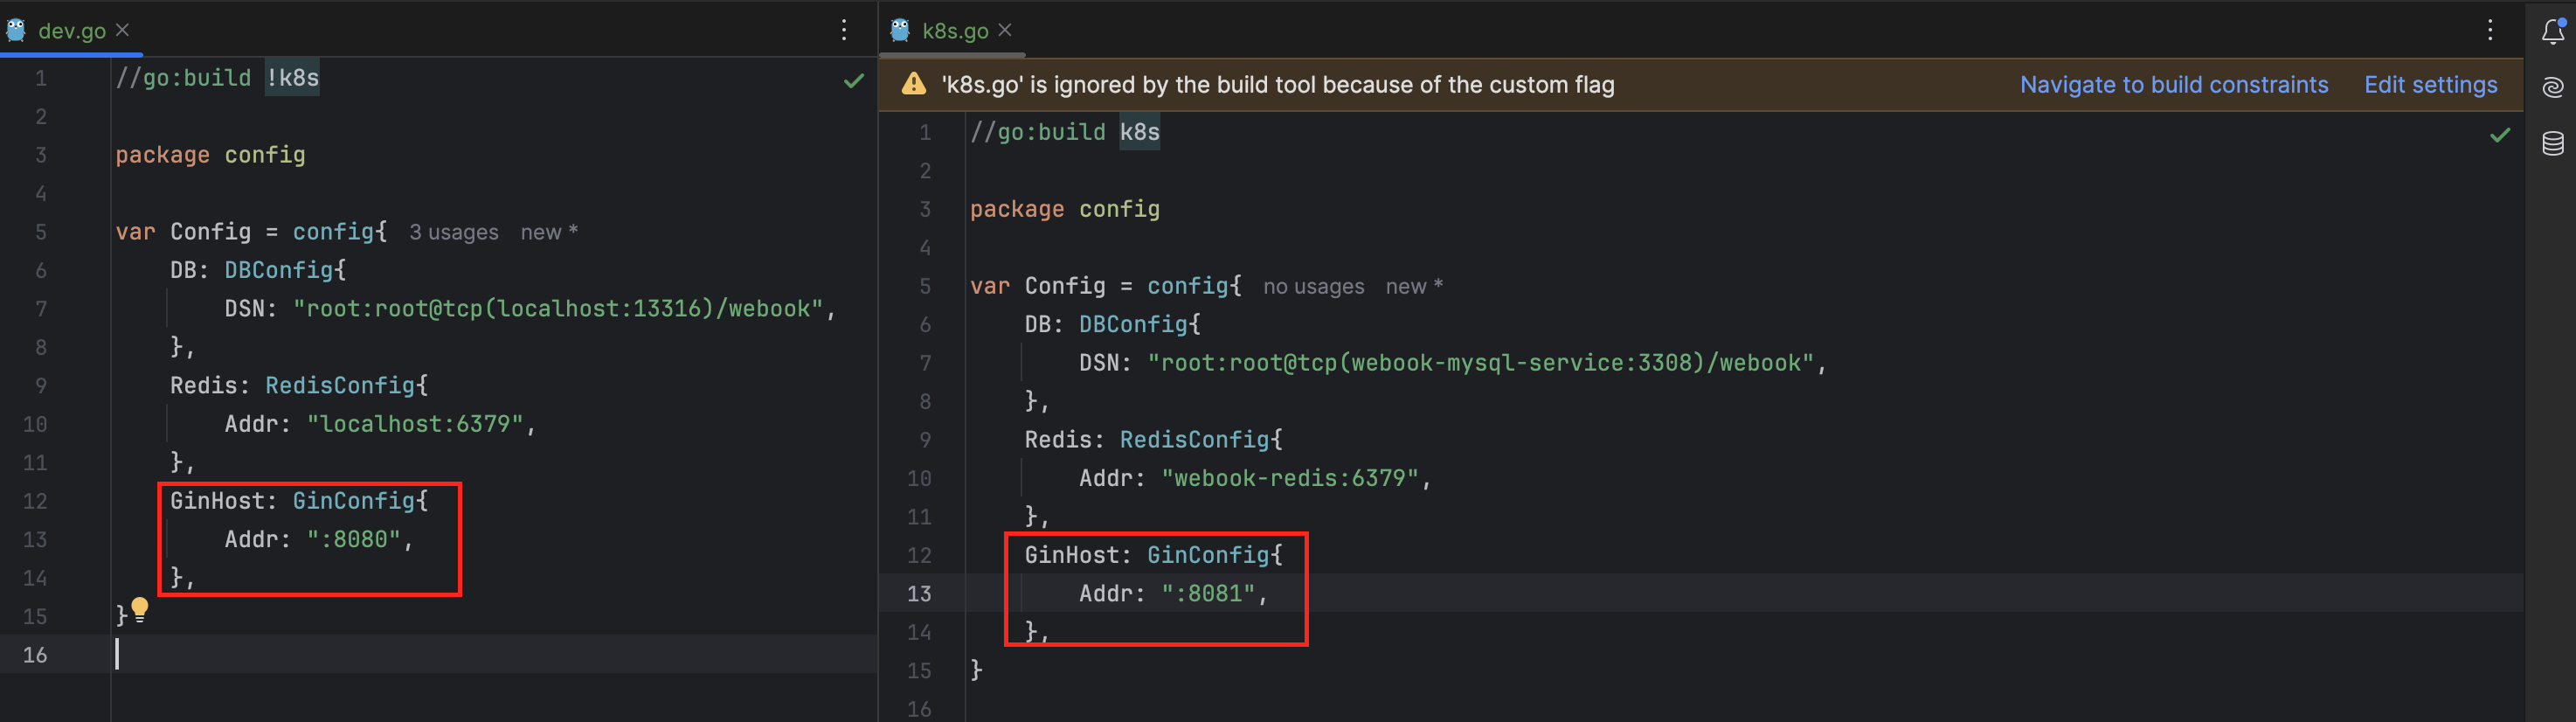 dev.go
1 //go:build !k8s
2
3 package config
4
5 var Config = config{ 3 usages new *
6 DB: DBConfig{
7 DSN: "root:root@tcp(localhost:13316)/webook",
8 },
9 Redis: RedisConfig{
10 Addr: "localhost:6379",
11 },
12 GinHost: GinConfig{
13 Addr: ":8080",
14 },
15 }
16
k8s.go
'k8s.go' is ignored by the build tool because of the custom flag Navigate to build constraints Edit settings
1 //go:build k8s
2
3 package config
4
5 var Config = config{ no usages new *
6 DB: DBConfig{
7 DSN: "root:root@tcp(webook-mysql-service:3308)/webook",
8 },
9 Redis: RedisConfig{
10 Addr: "webook-redis:6379",
11 },
12 GinHost: GinConfig{
13 Addr: ":8081",
14 },
15 }
16